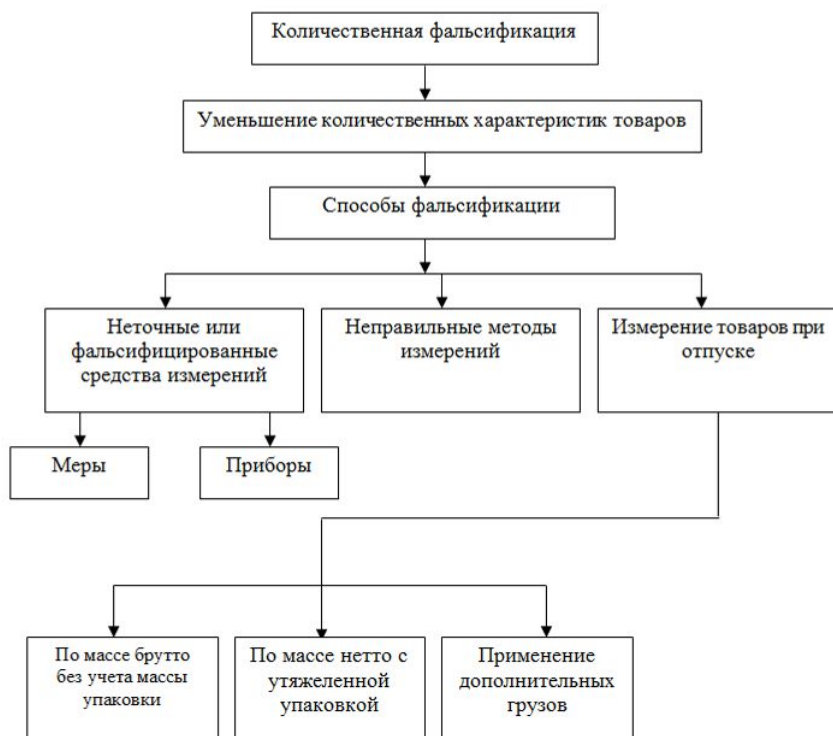 Количественная фальсификация
Уменьшение количественных характеристик товаров
Способы фальсификации
Неточные или
фальсифицированные
средства измерений
Неправильные методы
измерений
Измерение товаров при
отпуске
Меры
Приборы
По массе брутто
без учета массы
упаковки
По массе нетто с
утяжеленной
упаковкой
Применение
дополнительных
грузов